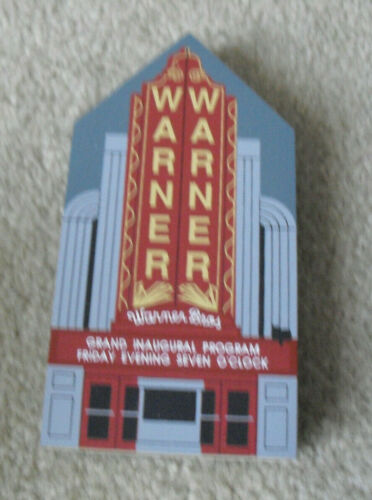 WARNER
WARNER
Warner Bros
GRAND INAUGURAL PROGRAM
FRIDAY EVENING SEVEN O'CLOCK